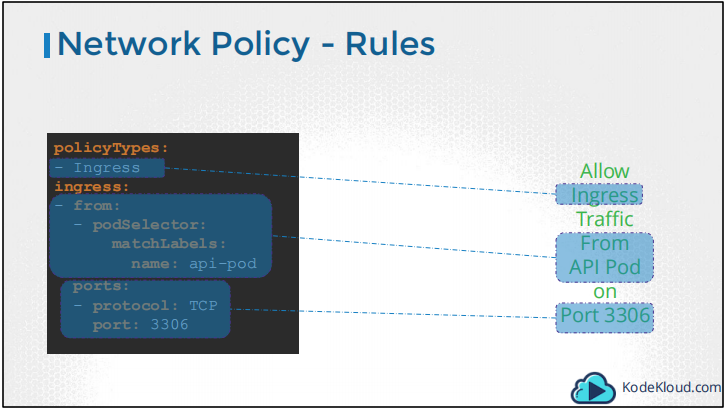 Network Policy - Rules
policyTypes:
- Ingress
ingress:
- from:
- podSelector:
matchLabels:
name: api-pod
ports:
- protocol: TCP
port: 3306
Allow
Ingress
Traffic
From
API Pod
on
Port 3306
KodeKloud.com